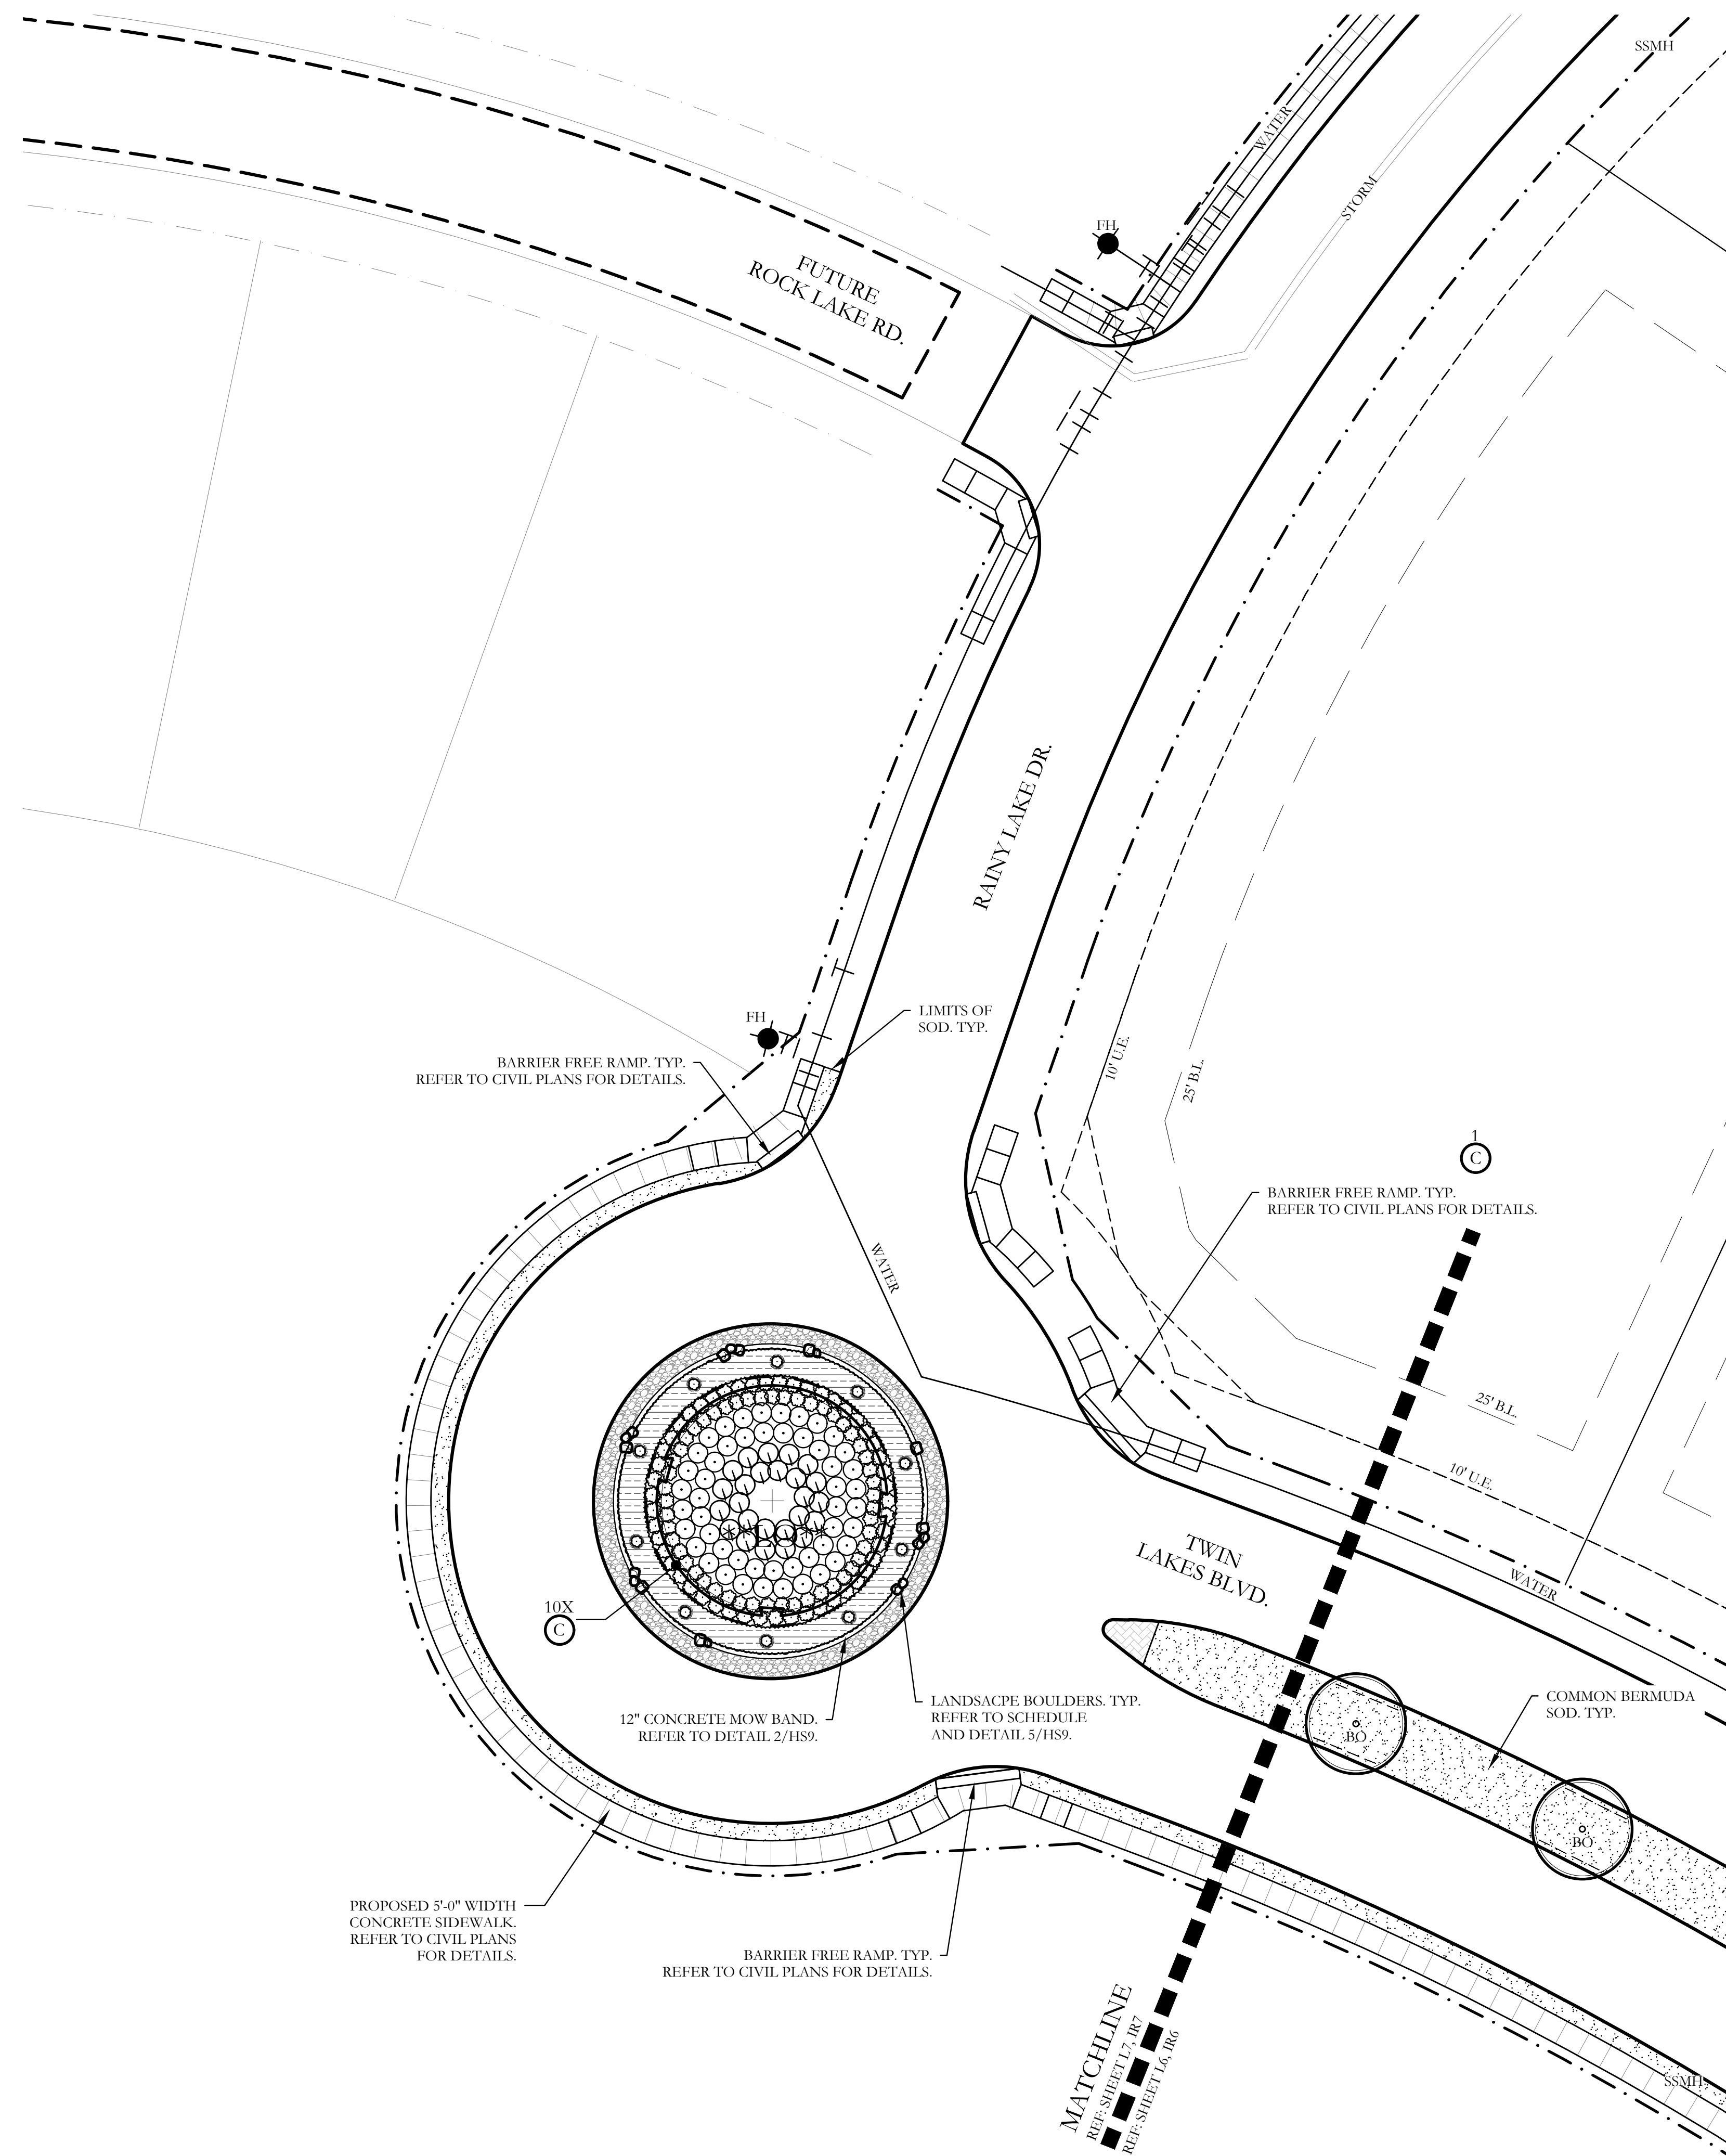 SSMH
WATER
STORM
FH
FUTURE
ROCK LAKE RD.
RAINY LAKE DR.
LIMITS OF
SOD. TYP.
FH
BARRIER FREE RAMP. TYP.
REFER TO CIVIL PLANS FOR DETAILS.
10' U.E.
25' B.L.
1
C
BARRIER FREE RAMP. TYP.
REFER TO CIVIL PLANS FOR DETAILS.
WATER
25' B.L.
10' U.E.
TWIN
LAKES BLVD.
WATER
10X
C
12" CONCRETE MOW BAND.
REFER TO DETAIL 2/HS9.
LANDSACPE BOULDERS. TYP.
REFER TO SCHEDULE
AND DETAIL 5/HS9.
COMMON BERMUDA
SOD. TYP.
BO
BO
PROPOSED 5'-0" WIDTH
CONCRETE SIDEWALK.
REFER TO CIVIL PLANS
FOR DETAILS.
BARRIER FREE RAMP. TYP.
REFER TO CIVIL PLANS FOR DETAILS.
MATCHLINE
REF: SHEET L7, IR7
REF: SHEET L6, IR6
SSMH